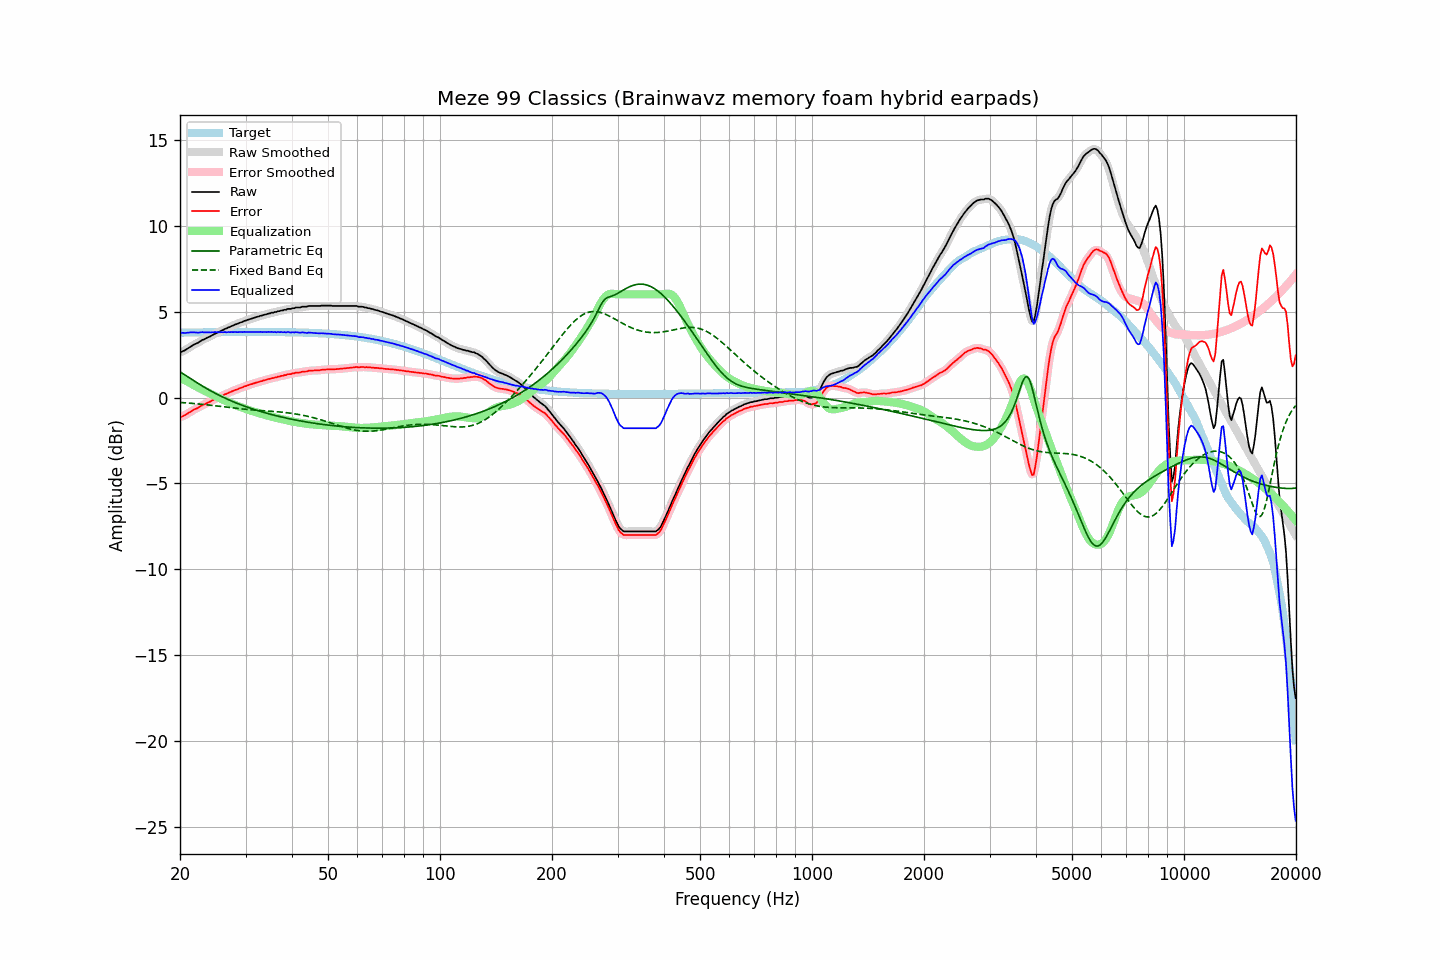 Meze 99 Classics (Brainwavz memory foam hybrid earpads)
Target
Raw Smoothed
Error Smoothed
Raw
Error
Equalization
Parametric Eq
Fixed Band Eq
Equalized
15
10
5
0
−5
−10
−15
−20
−25
Amplitude (dBr)
20 50 100 200 500 1000 2000 5000 10000 20000
Frequency (Hz)